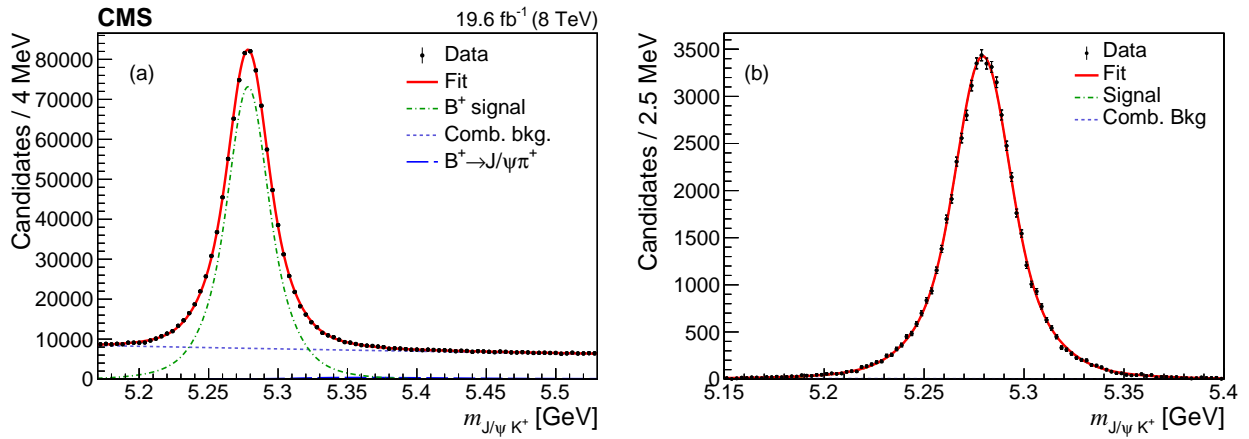 CMS
19.6 fb⁻¹ (8 TeV)
Candidates / 4 MeV
80000
70000
60000
50000
40000
30000
20000
10000
0
(a)
Data
Fit
B⁺ signal
Comb. bkg.
B⁺→J/ψπ⁺
5.2 5.25 5.3 5.35 5.4 5.45 5.5
m_J/ψ K⁺ [GeV]
Candidates / 2.5 MeV
3500
3000
2500
2000
1500
1000
500
0
(b)
Data
Fit
Signal
Comb. Bkg
5.15 5.2 5.25 5.3 5.35 5.4
m_J/ψ K⁺ [GeV]